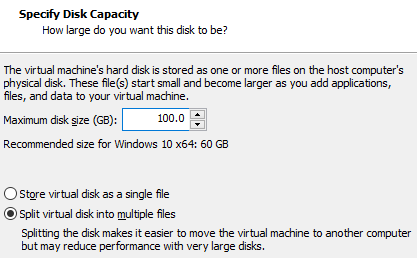 Specify Disk Capacity
How large do you want this disk to be?
The virtual machine's hard disk is stored as one or more files on the host computer's
physical disk. These file(s) start small and become larger as you add applications,
files, and data to your virtual machine.
Maximum disk size (GB): 100.0
Recommended size for Windows 10 x64: 60 GB
Store virtual disk as a single file
Split virtual disk into multiple files
Splitting the disk makes it easier to move the virtual machine to another computer
but may reduce performance with very large disks.